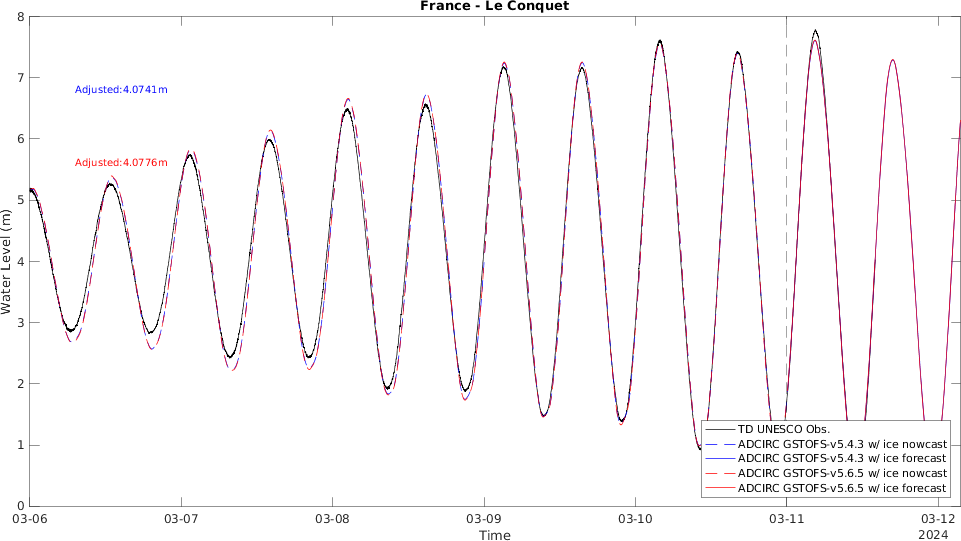 France - Le Conquet
8
7
6
5
4
3
2
1
0
Water Level (m)
Adjusted:4.0741m
Adjusted:4.0776m
TD UNESCO Obs.
ADCIRC GSTOFS-v5.4.3 w/ ice nowcast
ADCIRC GSTOFS-v5.4.3 w/ ice forecast
ADCIRC GSTOFS-v5.6.5 w/ ice nowcast
ADCIRC GSTOFS-v5.6.5 w/ ice forecast
03-06 03-07 03-08 03-09 03-10 03-11 03-12
Time
2024